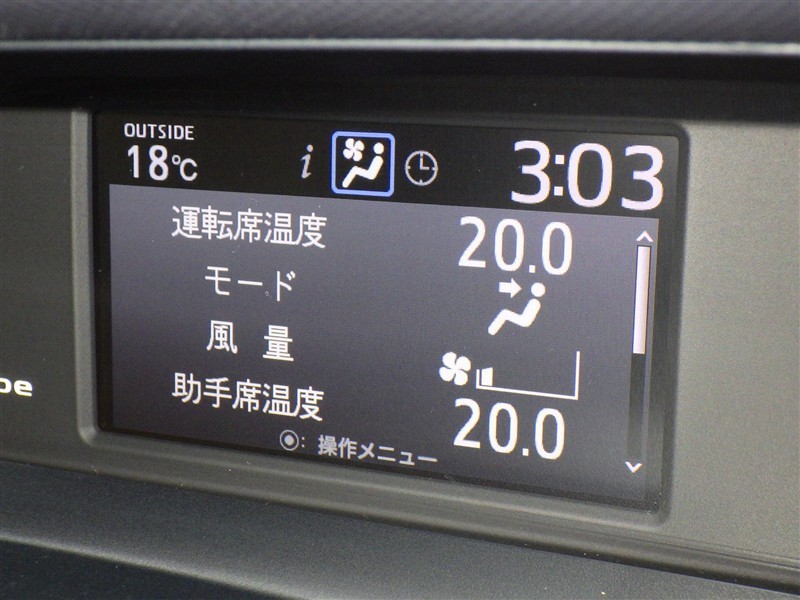 OUTSIDE
18℃
i
3:03
運転席温度 20.0
モード
風量
助手席温度 20.0
◉: 操作メニュー